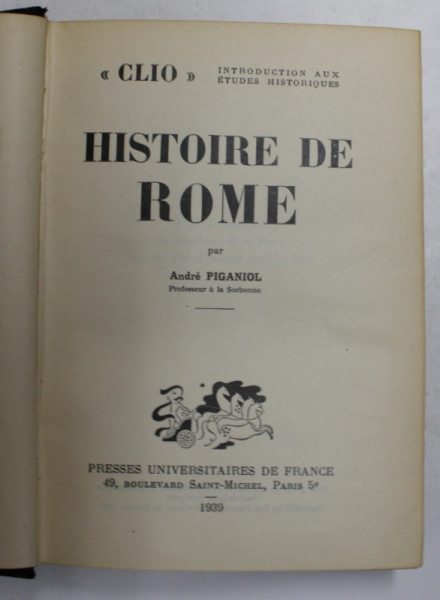 « CLIO »
INTRODUCTION AUX
ÉTUDES HISTORIQUES
HISTOIRE DE
ROME
par
André PIGANIOL
Professeur à la Sorbonne
PRESSES UNIVERSITAIRES DE FRANCE
49, BOULEVARD SAINT-MICHEL, PARIS 5e
1939